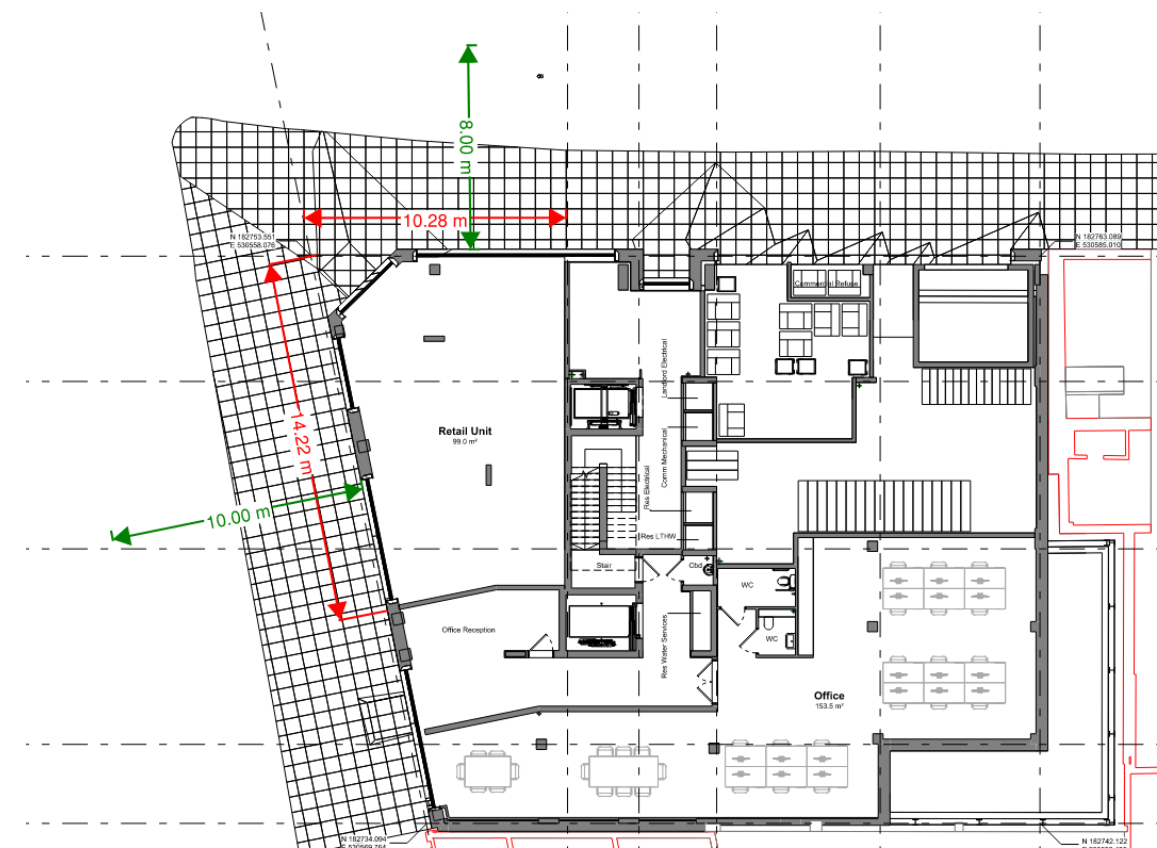 8.00 m
10.28 m
N 182753.551
E 530558.076
N 182763.089
E 530585.010
Commercial Refuse
Landlord Electrical
14.22 m
Retail Unit
99.0 m²
Comm Mechanical
Res Electrical
10.00 m
Res LTHW
Stair
Cbd
WC
Office Reception
WC
Res Water Services
Office
153.5 m²
N 182734.094
E 530569.764
N 182742.122